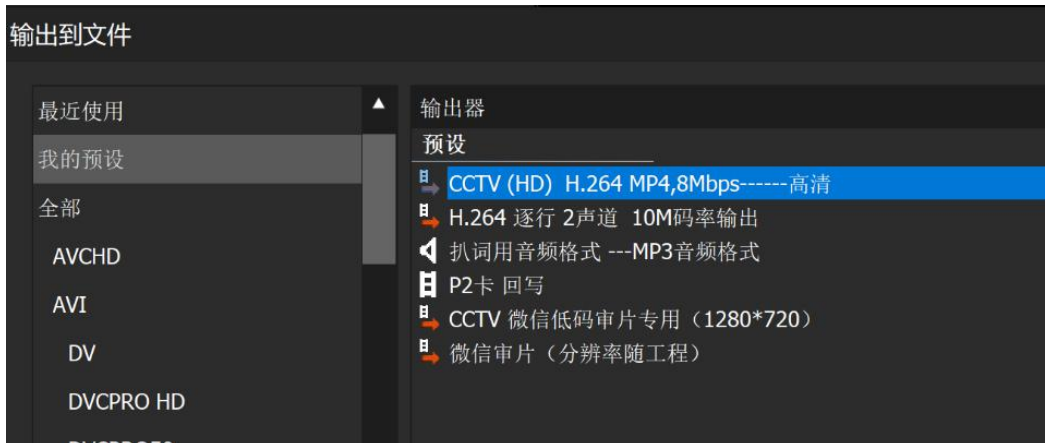 输出到文件
最近使用
我的预设
全部
AVCHD
AVI
DV
DVCPRO HD
输出器
预设
CCTV (HD) H.264 MP4,8Mbps------高清
H.264 逐行 2声道 10M码率输出
扒词用音频格式 ---MP3音频格式
P2卡 回写
CCTV 微信低码审片专用（1280*720）
微信审片（分辨率随工程）